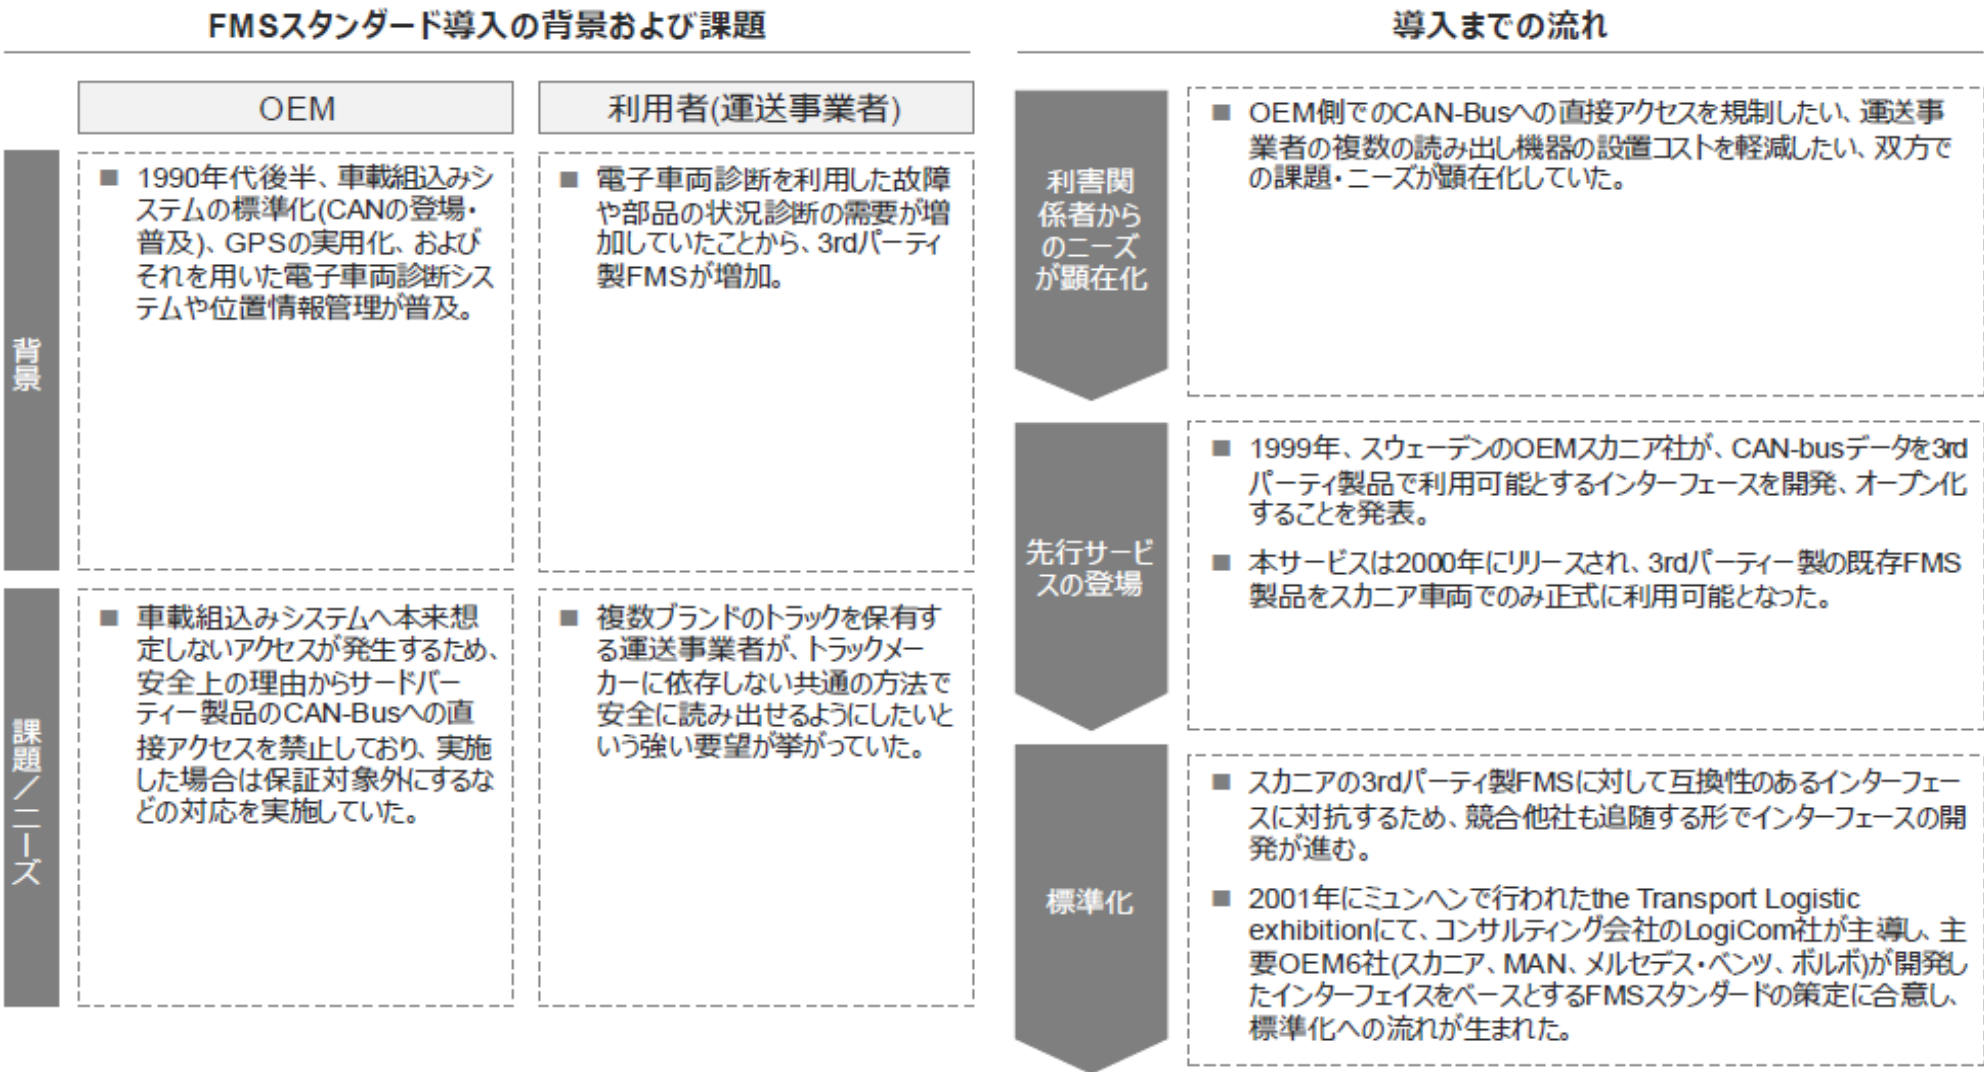 FMSスタンダード導入の背景および課題
OEM
利用者(運送事業者)
背景
■ 1990年代後半、車載組込みシ
ステムの標準化(CANの登場・
普及)、GPSの実用化、および
それを用いた電子車両診断シス
テムや位置情報管理が普及。
■ 電子車両診断を利用した故障
や部品の状況診断の需要が増
加していたことから、3rdパーティ
製FMSが増加。
課題／ニーズ
■ 車載組込みシステムへ本来想
定しないアクセスが発生するため、
安全上の理由からサードパー
ティー製品のCAN-Busへの直
接アクセスを禁止しており、実施
した場合は保証対象外にするな
どの対応を実施していた。
■ 複数ブランドのトラックを保有す
る運送事業者が、トラックメー
カーに依存しない共通の方法で
安全に読み出せるようにしたいと
いう強い要望が挙がっていた。
導入までの流れ
利害関
係者から
のニーズ
が顕在化
■ OEM側でのCAN-Busへの直接アクセスを規制したい、運送事
業者の複数の読み出し機器の設置コストを軽減したい、双方で
の課題・ニーズが顕在化していた。
先行サービ
スの登場
■ 1999年、スウェーデンのOEMスカニア社が、CAN-busデータを3rd
パーティ製品で利用可能とするインターフェースを開発、オープン化
することを発表。
■ 本サービスは2000年にリリースされ、3rdパーティー製の既存FMS
製品をスカニア車両でのみ正式に利用可能となった。
標準化
■ スカニアの3rdパーティ製FMSに対して互換性のあるインターフェー
スに対抗するため、競合他社も追随する形でインターフェースの開
発が進む。
■ 2001年にミュンヘンで行われたthe Transport Logistic
exhibitionにて、コンサルティング会社のLogiCom社が主導し、主
要OEM6社(スカニア、MAN、メルセデス・ベンツ、ボルボ)が開発し
たインターフェイスをベースとするFMSスタンダードの策定に合意し、
標準化への流れが生まれた。